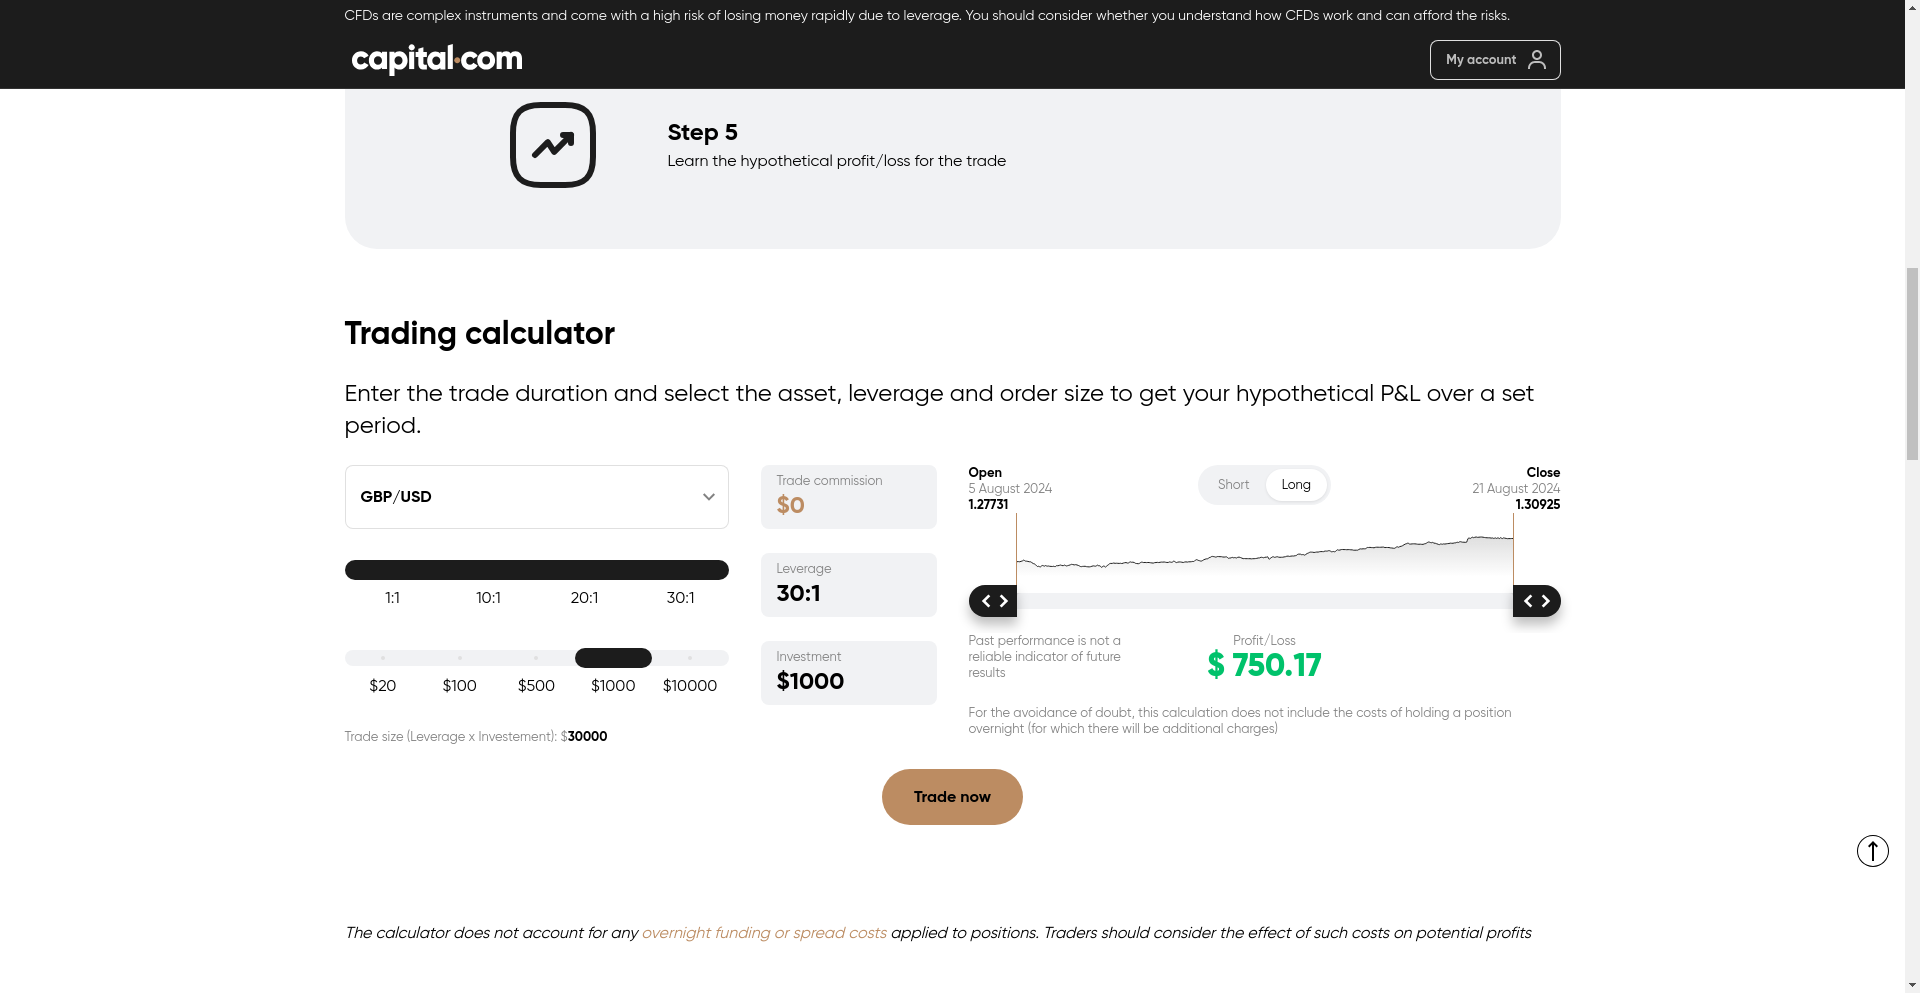 CFDs are complex instruments and come with a high risk of losing money rapidly due to leverage. You should consider whether you understand how CFDs work and can afford the risks.
capital.com
My account
Step 5
Learn the hypothetical profit/loss for the trade
Trading calculator
Enter the trade duration and select the asset, leverage and order size to get your hypothetical P&L over a set
period.
GBP/USD
1:1 10:1 20:1 30:1
$20 $100 $500 $1000 $10000
Trade size (Leverage x Investement): $30000
Trade commission
$0
Leverage
30:1
Investment
$1000
Open
5 August 2024
1.27731
Short Long
Close
21 August 2024
1.30925
Past performance is not a
reliable indicator of future
results
Profit/Loss
$ 750.17
For the avoidance of doubt, this calculation does not include the costs of holding a position
overnight (for which there will be additional charges)
Trade now
The calculator does not account for any overnight funding or spread costs applied to positions. Traders should consider the effect of such costs on potential profits